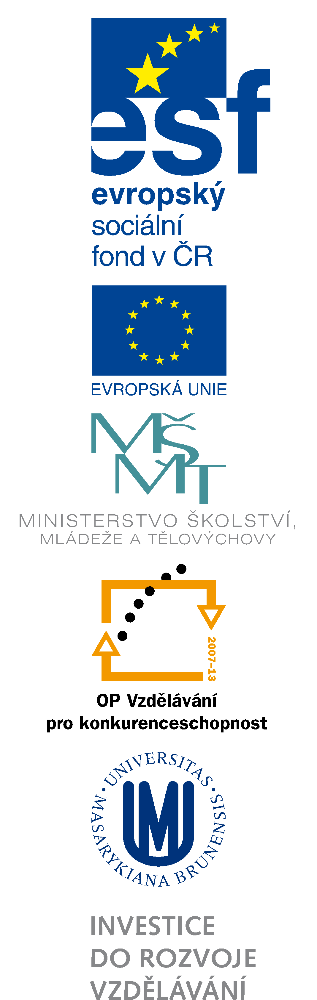 esf
evropský
sociální
fond v ČR
EVROPSKÁ UNIE
MŠMT
MINISTERSTVO ŠKOLSTVÍ,
MLÁDEŽE A TĚLOVÝCHOVY
2007-13
OP Vzdělávání
pro konkurenceschopnost
UNIVERSITAS • MASARYKIANA BRUNENSIS •
INVESTICE
DO ROZVOJE
VZDĚLÁVÁNÍ